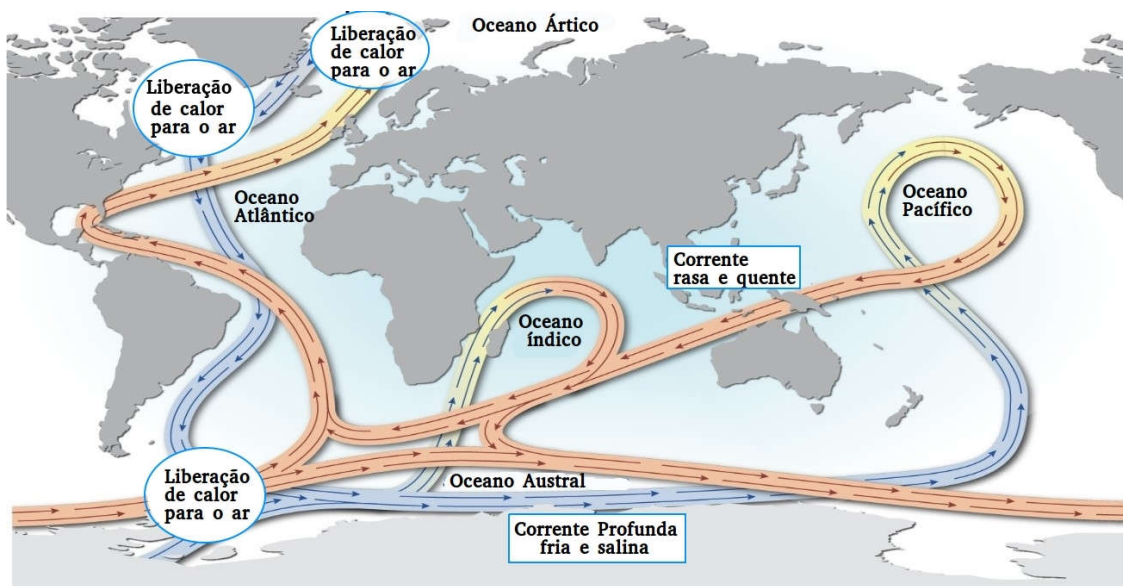 Oceano Ártico
Liberação
de calor
para o ar
Liberação
de calor
para o ar
Oceano
Atlântico
Oceano
Pacífico
Corrente
rasa e quente
Oceano
índico
Liberação
de calor
para o ar
Oceano Austral
Corrente Profunda
fria e salina